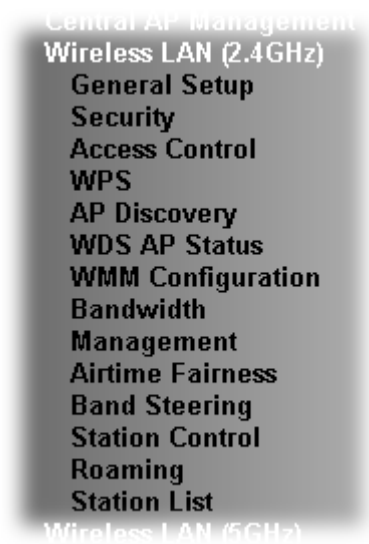 Central AP Management
Wireless LAN (2.4GHz)
General Setup
Security
Access Control
WPS
AP Discovery
WDS AP Status
WMM Configuration
Bandwidth
Management
Airtime Fairness
Band Steering
Station Control
Roaming
Station List
Wireless LAN (5GHz)